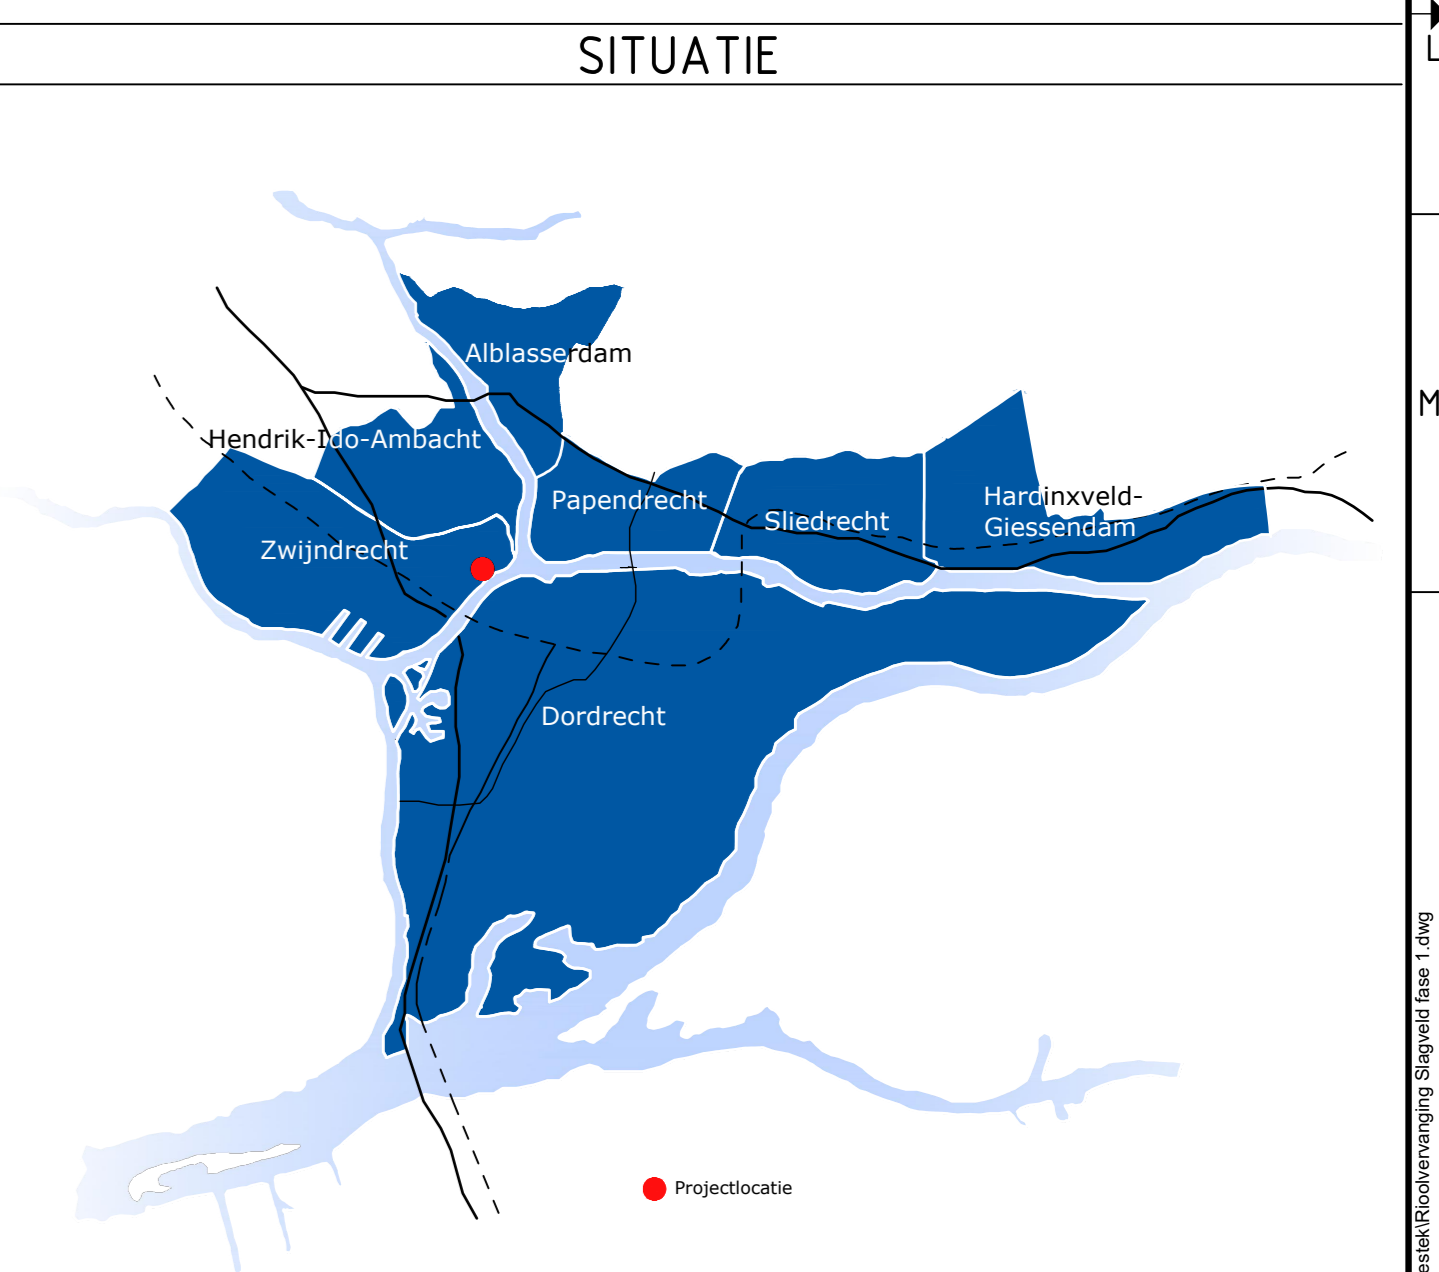 SITUATIE
L
Alblasserdam
M
Hendrik-Ido-Ambacht
Hardinxveld-
Giessendam
Papendrecht
Sliedrecht
Zwijndrecht
Dordrecht
Projectlocatie
estek\Rioolvervanging Slagveld fase 1.dwg